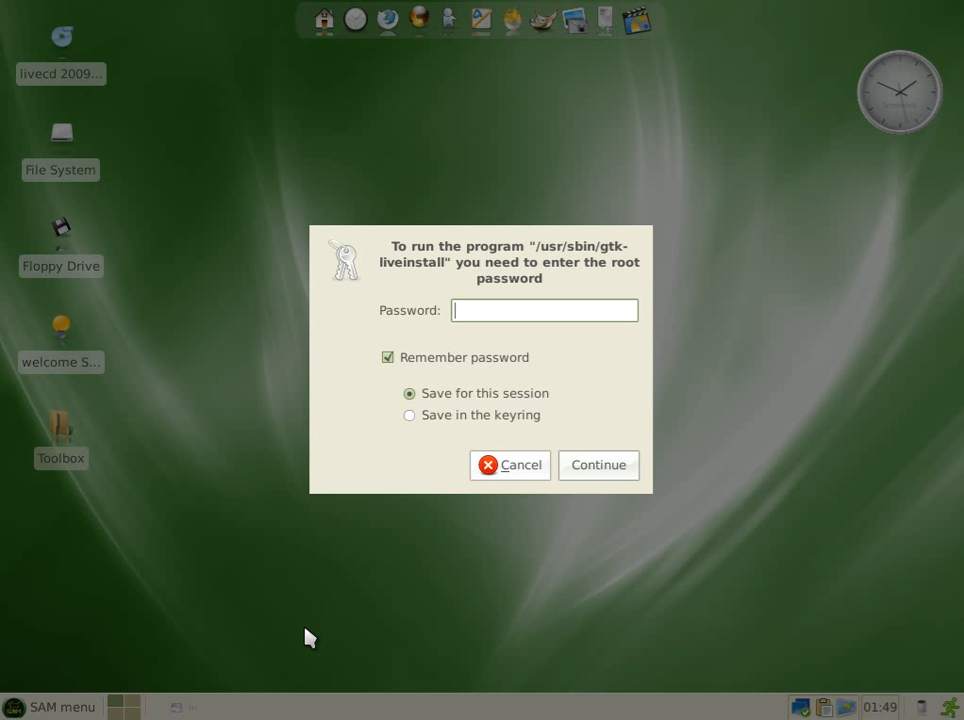 livecd 2009...
File System
Floppy Drive
welcome S...
Toolbox
To run the program "/usr/sbin/gtk-
liveinstall" you need to enter the root
password
Password:
Remember password
Save for this session
Save in the keyring
Cancel
Continue
SAM menu
01:49